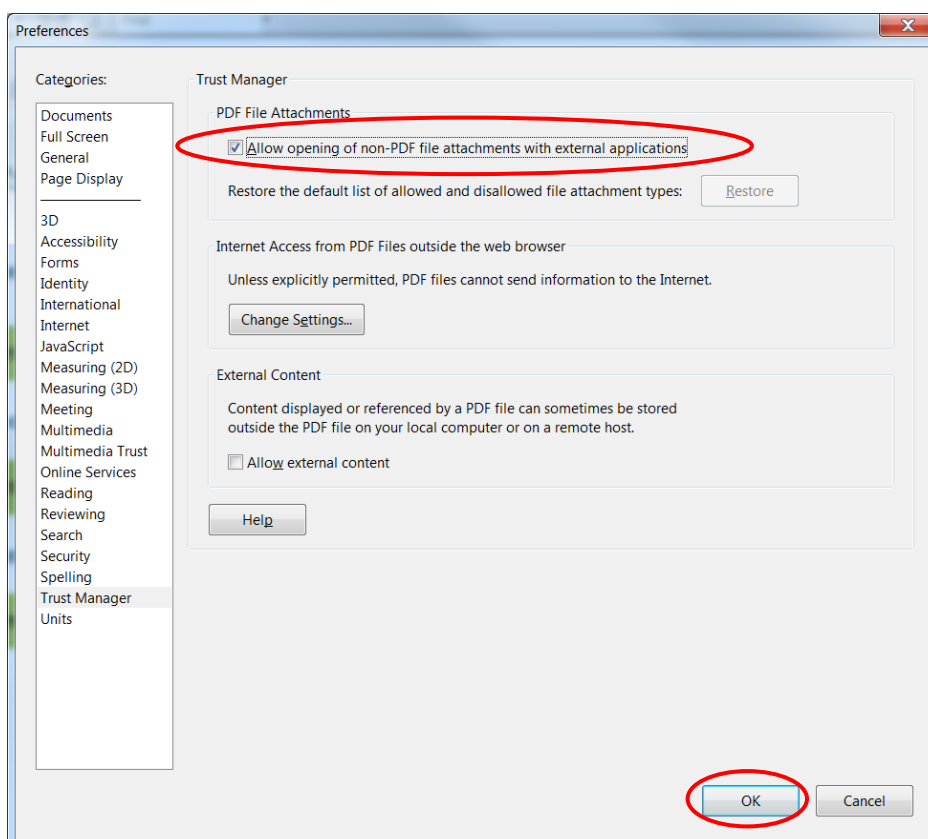 Preferences
Categories:
Documents
Full Screen
General
Page Display
3D
Accessibility
Forms
Identity
International
Internet
JavaScript
Measuring (2D)
Measuring (3D)
Meeting
Multimedia
Multimedia Trust
Online Services
Reading
Reviewing
Search
Security
Spelling
Trust Manager
Units
Trust Manager
PDF File Attachments
Allow opening of non-PDF file attachments with external applications
Restore the default list of allowed and disallowed file attachment types: Restore
Internet Access from PDF Files outside the web browser
Unless explicitly permitted, PDF files cannot send information to the Internet.
Change Settings...
External Content
Content displayed or referenced by a PDF file can sometimes be stored
outside the PDF file on your local computer or on a remote host.
Allow external content
Help
OK Cancel